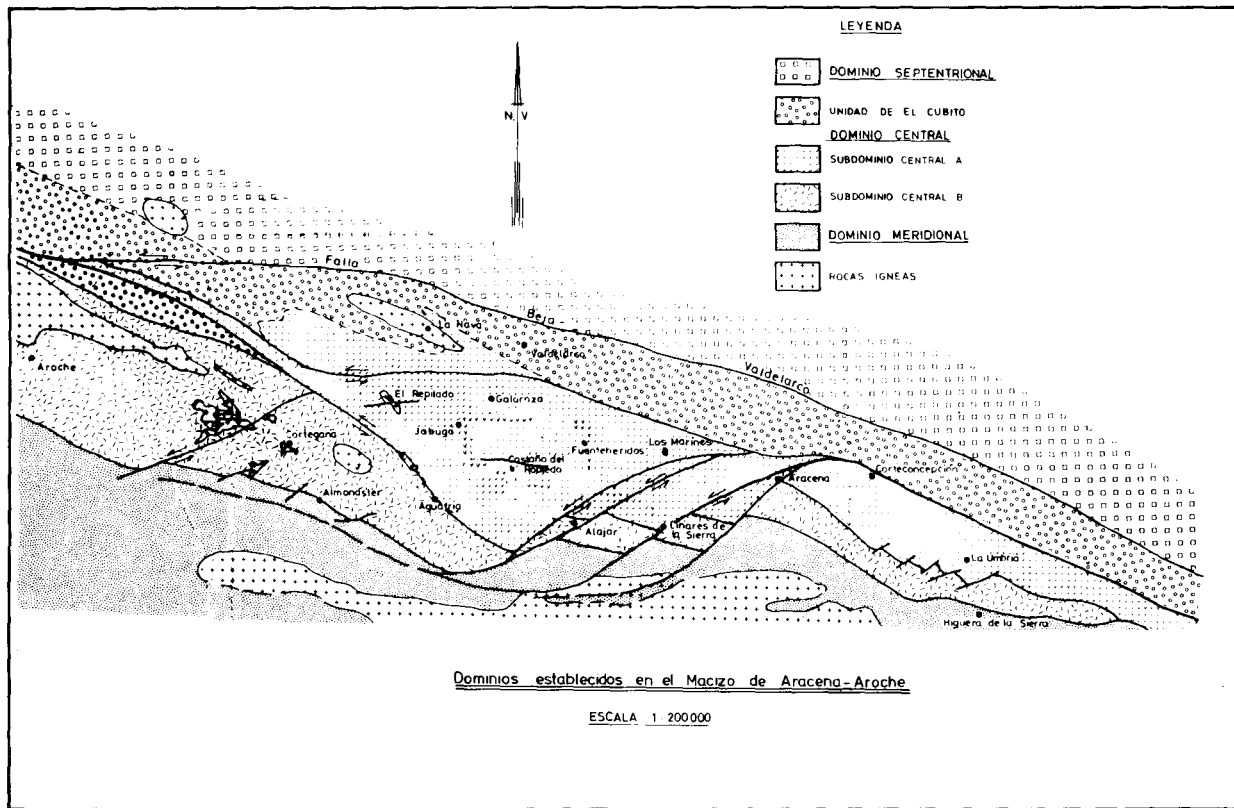 LEYENDA
DOMINIO SEPTENTRIONAL
UNIDAD DE EL CUBITO
DOMINIO CENTRAL
SUBDOMINIO CENTRAL A
SUBDOMINIO CENTRAL B
DOMINIO MERIDIONAL
ROCAS IGNEAS
N. V
Falla
Beja
Valdelarco
La Nava
Valdelarco
Aroche
El Repilado
Galaroza
Jabugo
Cortegana
Fuenteheridos
Los Marines
Castaño del Robledo
Aracena
Corteconcepción
Almonaster
Alajar
Linares de la Sierra
La Umbria
Higuera de la Sierra
Dominios establecidos en el Macizo de Aracena-Aroche
ESCALA 1 200000